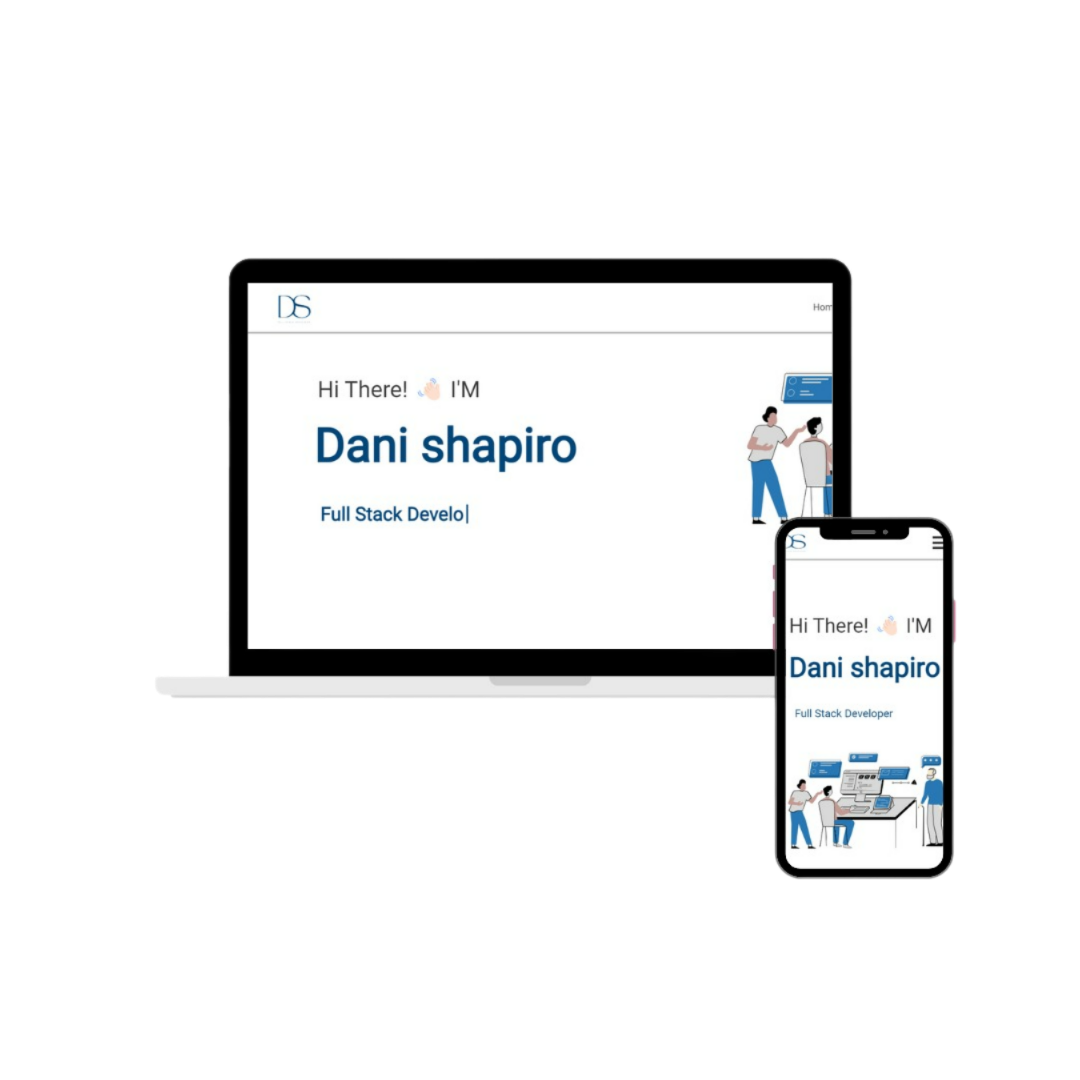 DS
Hom
Hi There! 👋🏻 I'M
Dani shapiro
Full Stack Develo|
DS
Hi There! 👋🏻 I'M
Dani shapiro
Full Stack Developer